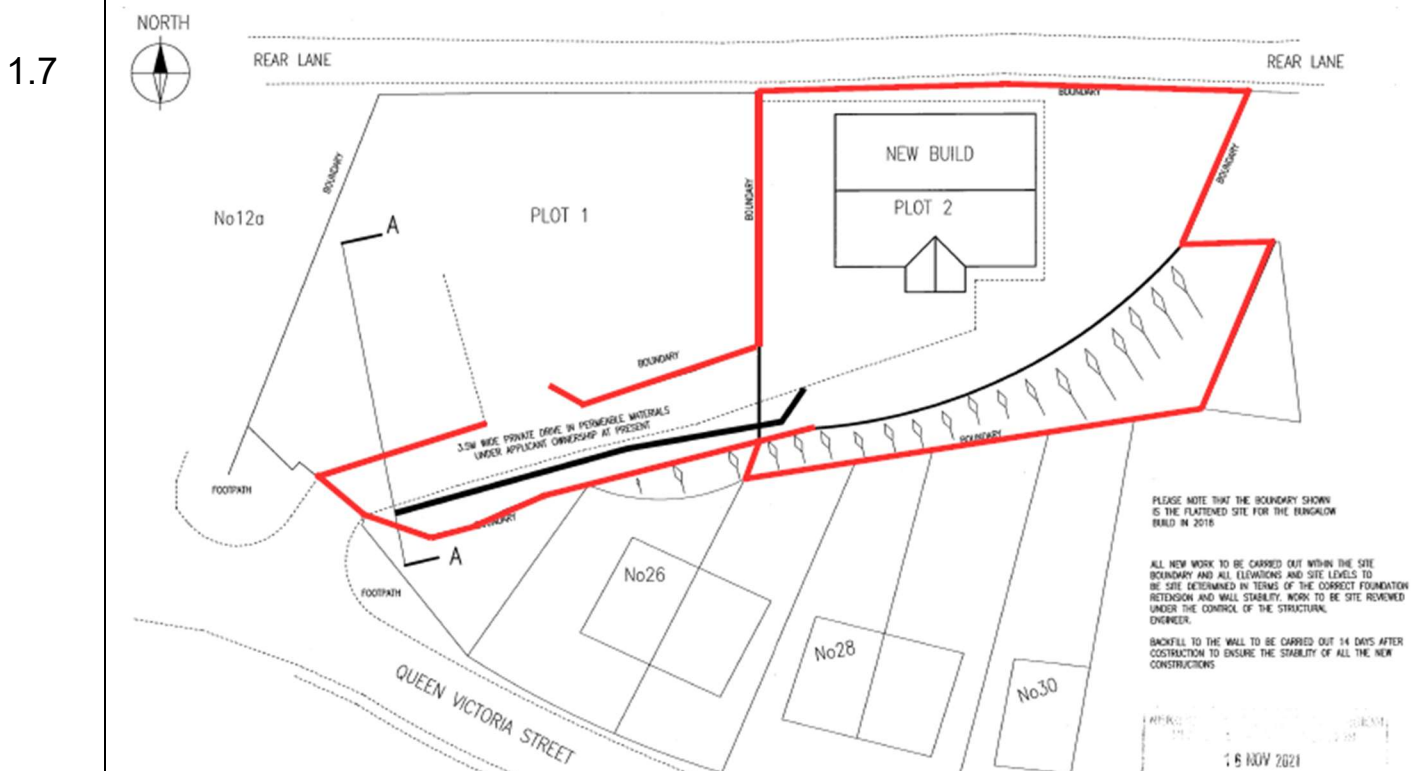 1.7
NORTH
REAR LANE
REAR LANE
BOUNDARY
BOUNDARY
BOUNDARY
BOUNDARY
NEW BUILD
PLOT 2
PLOT 1
No12a
A
BOUNDARY
3.5M WIDE PRIVATE DRIVE IN PERMEABLE MATERIALS
UNDER APPLICANT OWNERSHIP AT PRESENT
BOUNDARY
FOOTPATH
BOUNDARY
A
FOOTPATH
No26
No28
No30
QUEEN VICTORIA STREET
PLEASE NOTE THAT THE BOUNDARY SHOWN
IS THE FLATTENED SITE FOR THE BUNGALOW
BUILD IN 2018
ALL NEW WORK TO BE CARRIED OUT WITHIN THE SITE
BOUNDARY AND ALL ELEVATIONS AND SITE LEVELS TO
BE SITE DETERMINED IN TERMS OF THE CORRECT FOUNDATION
RETENSION AND WALL STABILITY. WORK TO BE SITE REVIEWED
UNDER THE CONTROL OF THE STRUCTURAL
ENGINEER.
BACKFILL TO THE WALL TO BE CARRIED OUT 14 DAYS AFTER
COSTRUCTION TO ENSURE THE STABILITY OF ALL THE NEW
CONSTRUCTIONS
16 NOV 2021